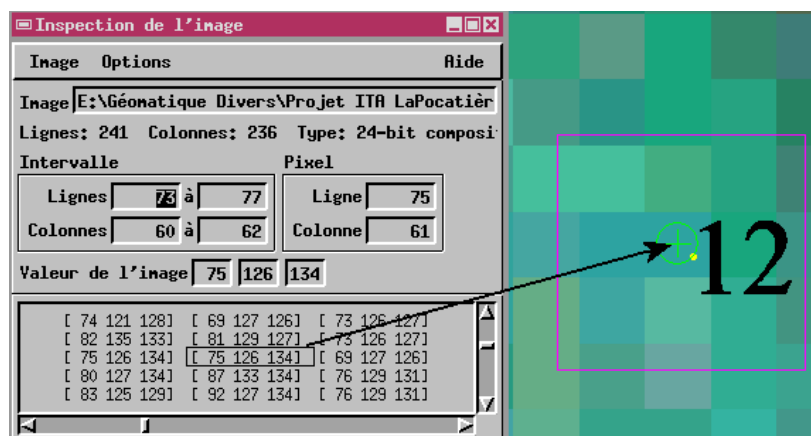 Inspection de l'image
Image Options Aide
Image E:\Géomatique Divers\Projet ITA LaPocatièr
Lignes: 241 Colonnes: 236 Type: 24-bit composi
Intervalle Pixel
Lignes 73 à 77 Ligne 75
Colonnes 60 à 62 Colonne 61
Valeur de l'image 75 126 134
[ 74 121 128] [ 69 127 126] [ 73 126 127]
[ 82 135 133] [ 81 129 127] [ 73 126 127]
[ 75 126 134] [ 75 126 134] [ 69 127 126]
[ 80 127 134] [ 87 133 134] [ 76 129 131]
[ 83 125 129] [ 92 127 134] [ 76 129 131]
12